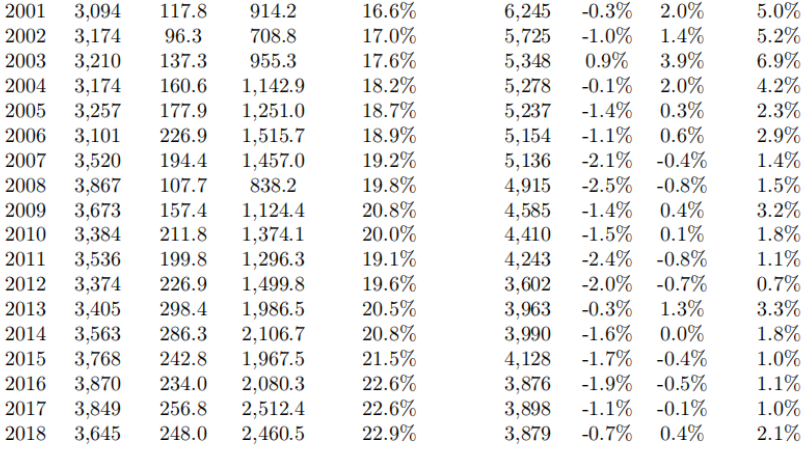 2001 3,094 117.8 914.2 16.6% 6,245 -0.3% 2.0% 5.0%
2002 3,174 96.3 708.8 17.0% 5,725 -1.0% 1.4% 5.2%
2003 3,210 137.3 955.3 17.6% 5,348 0.9% 3.9% 6.9%
2004 3,174 160.6 1,142.9 18.2% 5,278 -0.1% 2.0% 4.2%
2005 3,257 177.9 1,251.0 18.7% 5,237 -1.4% 0.3% 2.3%
2006 3,101 226.9 1,515.7 18.9% 5,154 -1.1% 0.6% 2.9%
2007 3,520 194.4 1,457.0 19.2% 5,136 -2.1% -0.4% 1.4%
2008 3,867 107.7 838.2 19.8% 4,915 -2.5% -0.8% 1.5%
2009 3,673 157.4 1,124.4 20.8% 4,585 -1.4% 0.4% 3.2%
2010 3,384 211.8 1,374.1 20.0% 4,410 -1.5% 0.1% 1.8%
2011 3,536 199.8 1,296.3 19.1% 4,243 -2.4% -0.8% 1.1%
2012 3,374 226.9 1,499.8 19.6% 3,602 -2.0% -0.7% 0.7%
2013 3,405 298.4 1,986.5 20.5% 3,963 -0.3% 1.3% 3.3%
2014 3,563 286.3 2,106.7 20.8% 3,990 -1.6% 0.0% 1.8%
2015 3,768 242.8 1,967.5 21.5% 4,128 -1.7% -0.4% 1.0%
2016 3,870 234.0 2,080.3 22.6% 3,876 -1.9% -0.5% 1.1%
2017 3,849 256.8 2,512.4 22.6% 3,898 -1.1% -0.1% 1.0%
2018 3,645 248.0 2,460.5 22.9% 3,879 -0.7% 0.4% 2.1%